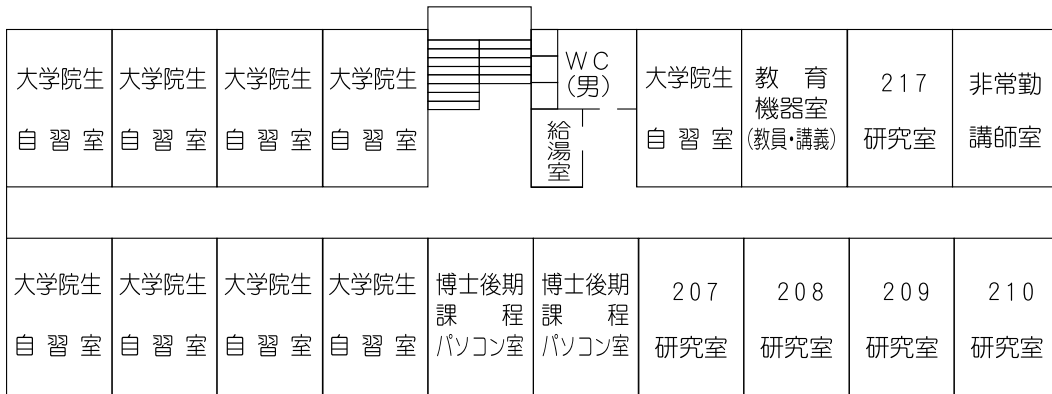 大学院生
自習室
大学院生
自習室
大学院生
自習室
大学院生
自習室
WC
(男)
給湯室
大学院生
自習室
教育
機器室
(教員・講義)
217
研究室
非常勤
講師室
大学院生
自習室
大学院生
自習室
大学院生
自習室
大学院生
自習室
博士後期
課程
パソコン室
博士後期
課程
パソコン室
207
研究室
208
研究室
209
研究室
210
研究室